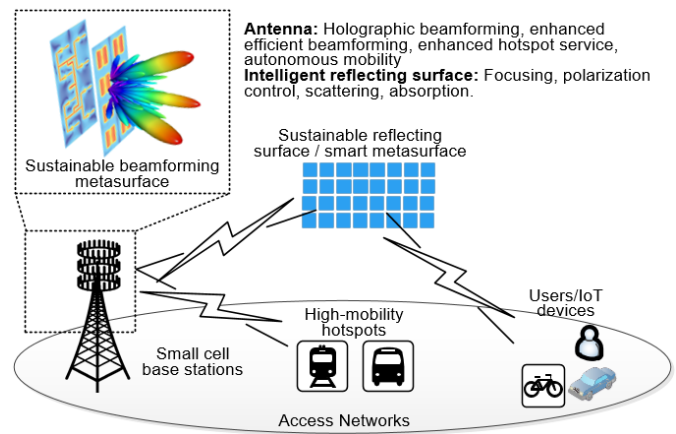 Antenna: Holographic beamforming, enhanced
efficient beamforming, enhanced hotspot service,
autonomous mobility
Intelligent reflecting surface: Focusing, polarization
control, scattering, absorption.
Sustainable beamforming
metasurface
Sustainable reflecting
surface / smart metasurface
High-mobility
hotspots
Users/IoT
devices
Small cell
base stations
Access Networks